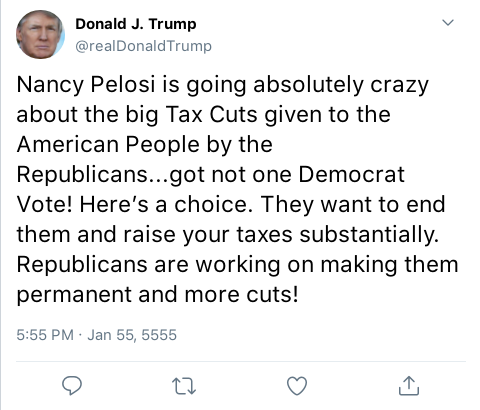 Donald J. Trump
@realDonaldTrump
Nancy Pelosi is going absolutely crazy
about the big Tax Cuts given to the
American People by the
Republicans...got not one Democrat
Vote! Here’s a choice. They want to end
them and raise your taxes substantially.
Republicans are working on making them
permanent and more cuts!
5:55 PM · Jan 55, 5555